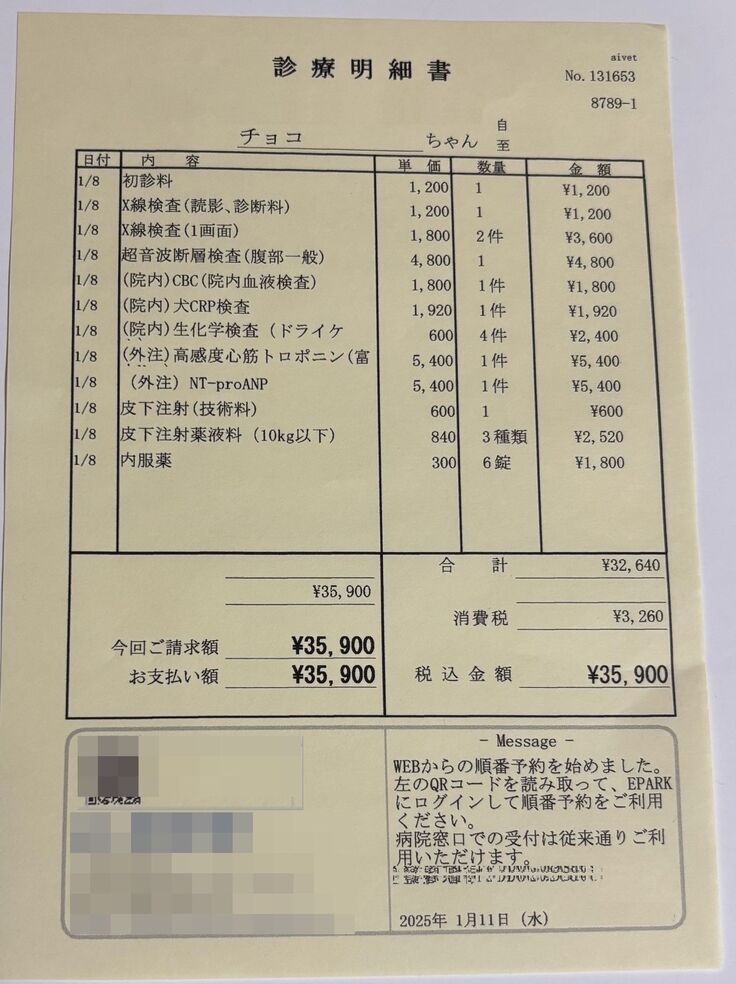 aivet
診療明細書
No. 131653
8789-1
チョコ ちゃん 自 至
日付 内容 単価 数量 金額
1/8 初診料 1,200 1 ¥1,200
1/8 X線検査(読影、診断料) 1,200 1 ¥1,200
1/8 X線検査(1画面) 1,800 2件 ¥3,600
1/8 超音波断層検査(腹部一般) 4,800 1 ¥4,800
1/8 (院内)CBC(院内血液検査) 1,800 1件 ¥1,800
1/8 (院内)犬CRP検査 1,920 1件 ¥1,920
1/8 (院内)生化学検査 (ドライケ 600 4件 ¥2,400
1/8 (外注)高感度心筋トロポニン(富 5,400 1件 ¥5,400
1/8 (外注) NT-proANP 5,400 1件 ¥5,400
1/8 皮下注射(技術料) 600 1 ¥600
1/8 皮下注射薬液料 (10kg以下) 840 3種類 ¥2,520
1/8 内服薬 300 6錠 ¥1,800
合計 ¥32,640
¥35,900
消費税 ¥3,260
今回ご請求額 ¥35,900
お支払い額 ¥35,900
税込金額 ¥35,900
- Message -
WEBからの順番予約を始めました。
左のQRコードを読み取って、EPARK
にログインして順番予約をご利用
ください。
病院窓口での受付は従来通りご利
用いただけます。
2025年 1月11日 (水)